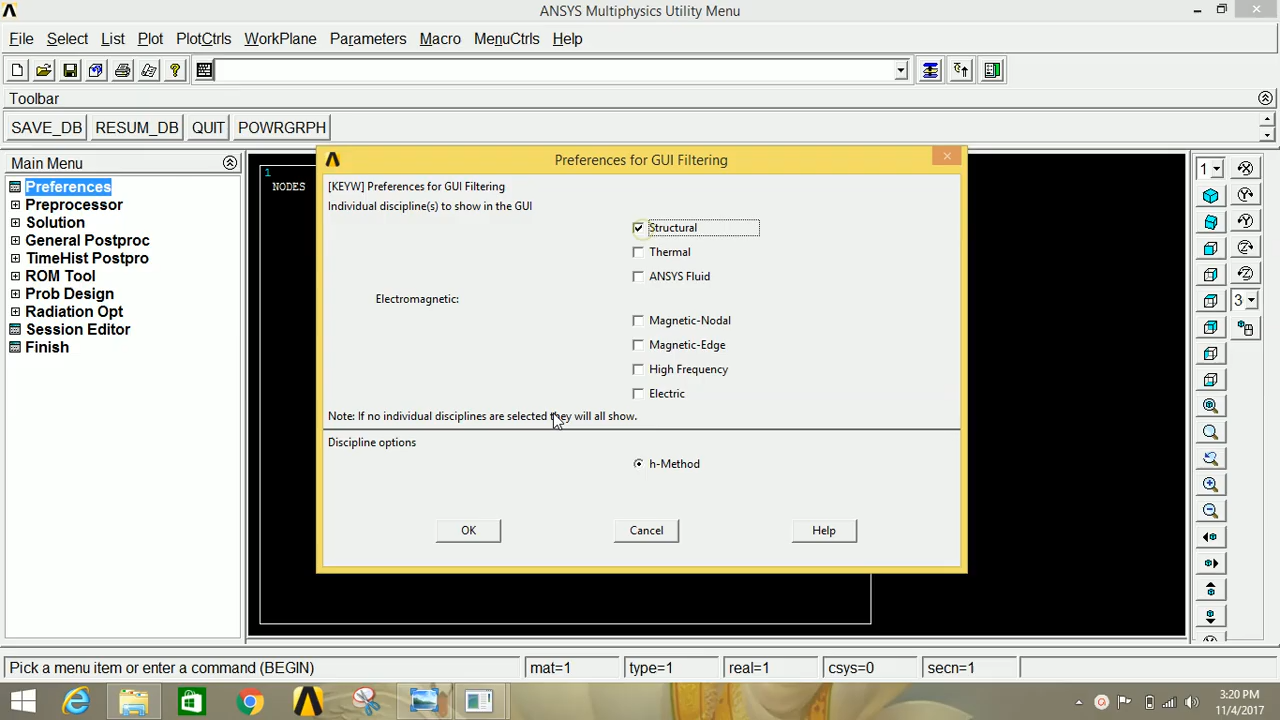 ANSYS Multiphysics Utility Menu
File Select List Plot PlotCtrls WorkPlane Parameters Macro MenuCtrls Help
Toolbar
SAVE_DB RESUM_DB QUIT POWRGRPH
Main Menu
Preferences
Preprocessor
Solution
General Postproc
TimeHist Postpro
ROM Tool
Prob Design
Radiation Opt
Session Editor
Finish
1
NODES
Preferences for GUI Filtering
[KEYW] Preferences for GUI Filtering
Individual discipline(s) to show in the GUI
Structural
Thermal
ANSYS Fluid
Electromagnetic:
Magnetic-Nodal
Magnetic-Edge
High Frequency
Electric
Note: If no individual disciplines are selected they will all show.
Discipline options
h-Method
OK Cancel Help
1
3
Pick a menu item or enter a command (BEGIN) mat=1 type=1 real=1 csys=0 secn=1
3:20 PM
11/4/2017